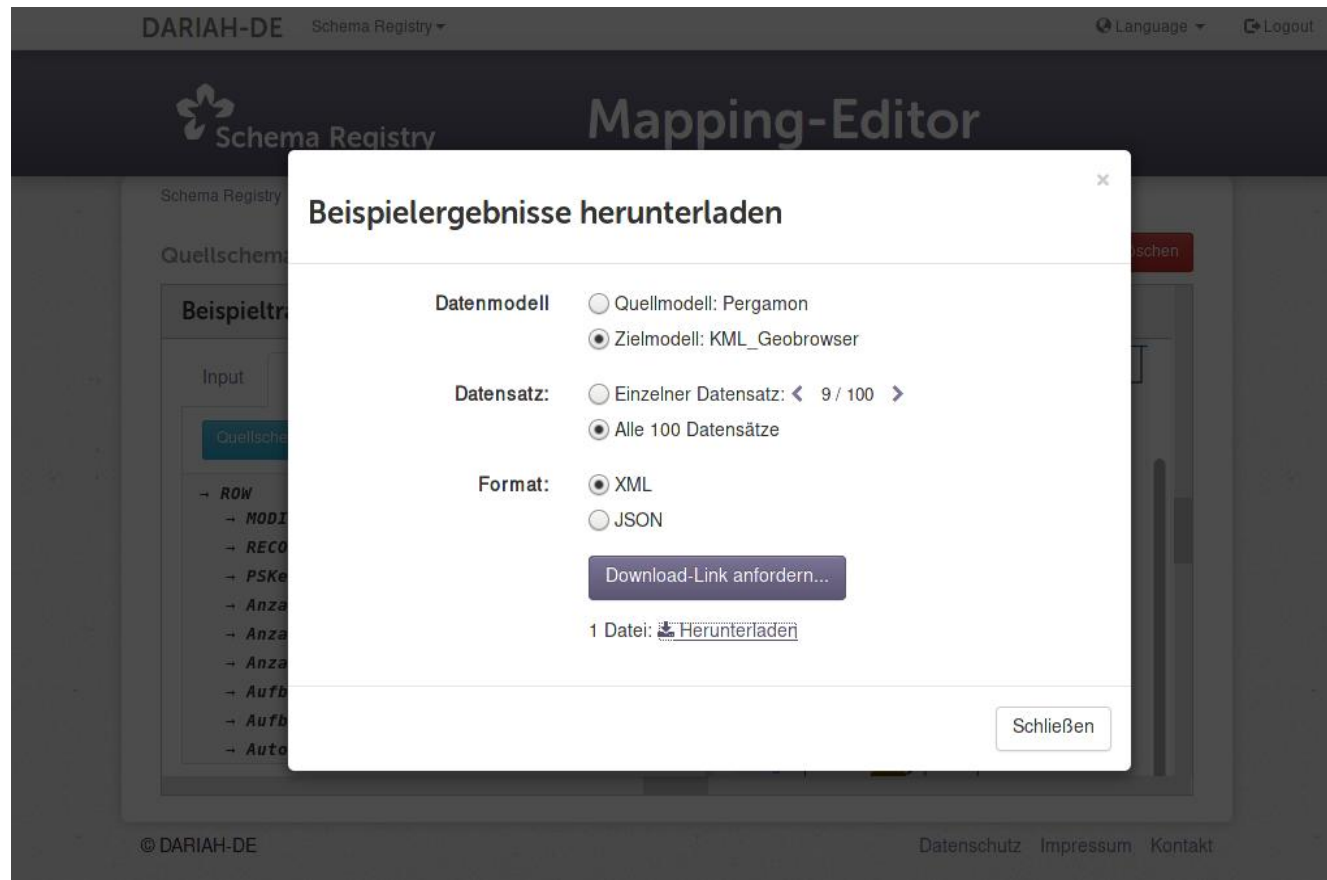 DARIAH-DE Schema Registry Language Logout
Schema Registry
Mapping-Editor
Schema Registry
Quellschema
Beispieltra
Input
Quellsche
→ ROW
→ MODI
→ RECO
→ PSKe
→ Anza
→ Anza
→ Anza
→ Aufb
→ Aufb
→ Auto
×
Beispielergebnisse herunterladen
Datenmodell
Quellmodell: Pergamon
Zielmodell: KML_Geobrowser
Datensatz:
Einzelner Datensatz: 9 / 100
Alle 100 Datensätze
Format:
XML
JSON
Download-Link anfordern...
1 Datei: Herunterladen
Schließen
© DARIAH-DE Datenschutz Impressum Kontakt